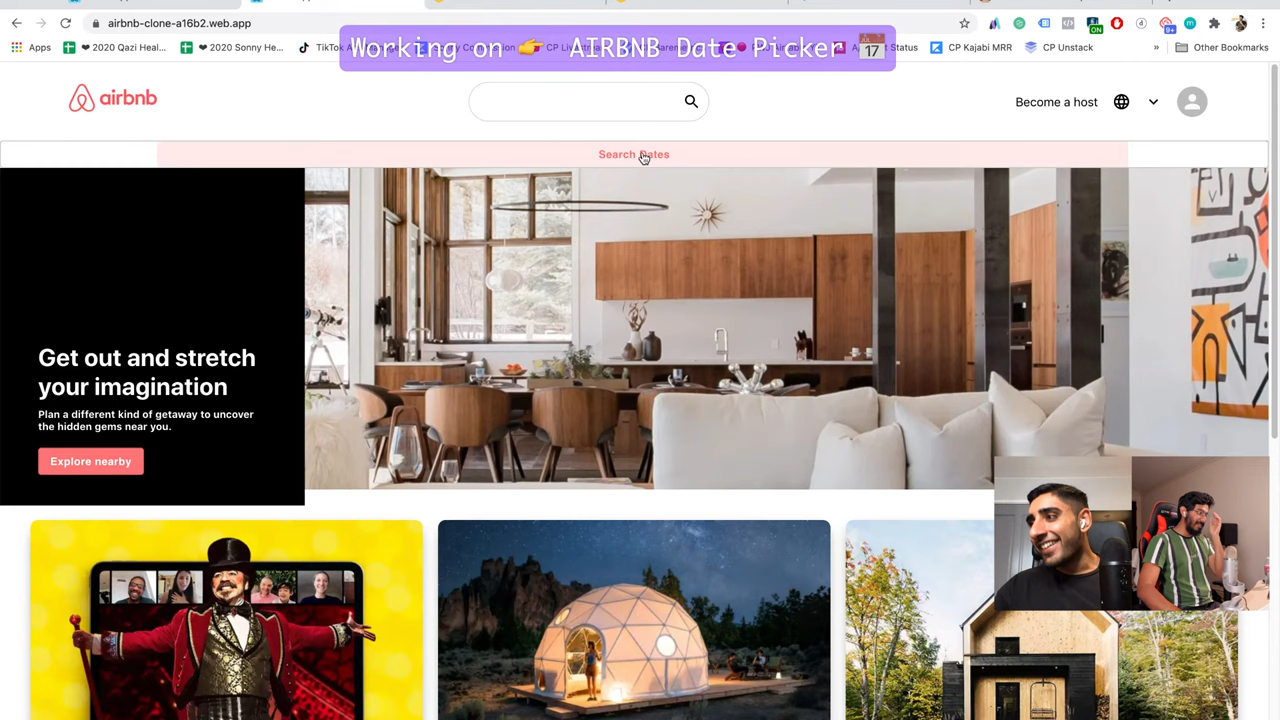 airbnb-clone-a16b2.web.app
Apps
❤ 2020 Qazi Heal...
❤ 2020 Sonny He...
CP Kajabi MRR
CP Unstack
»
Other Bookmarks
Working on 👉 AIRBNB Date Picker 📅
airbnb
Become a host
Search Dates
Get out and stretch
your imagination
Plan a different kind of getaway to uncover
the hidden gems near you.
Explore nearby